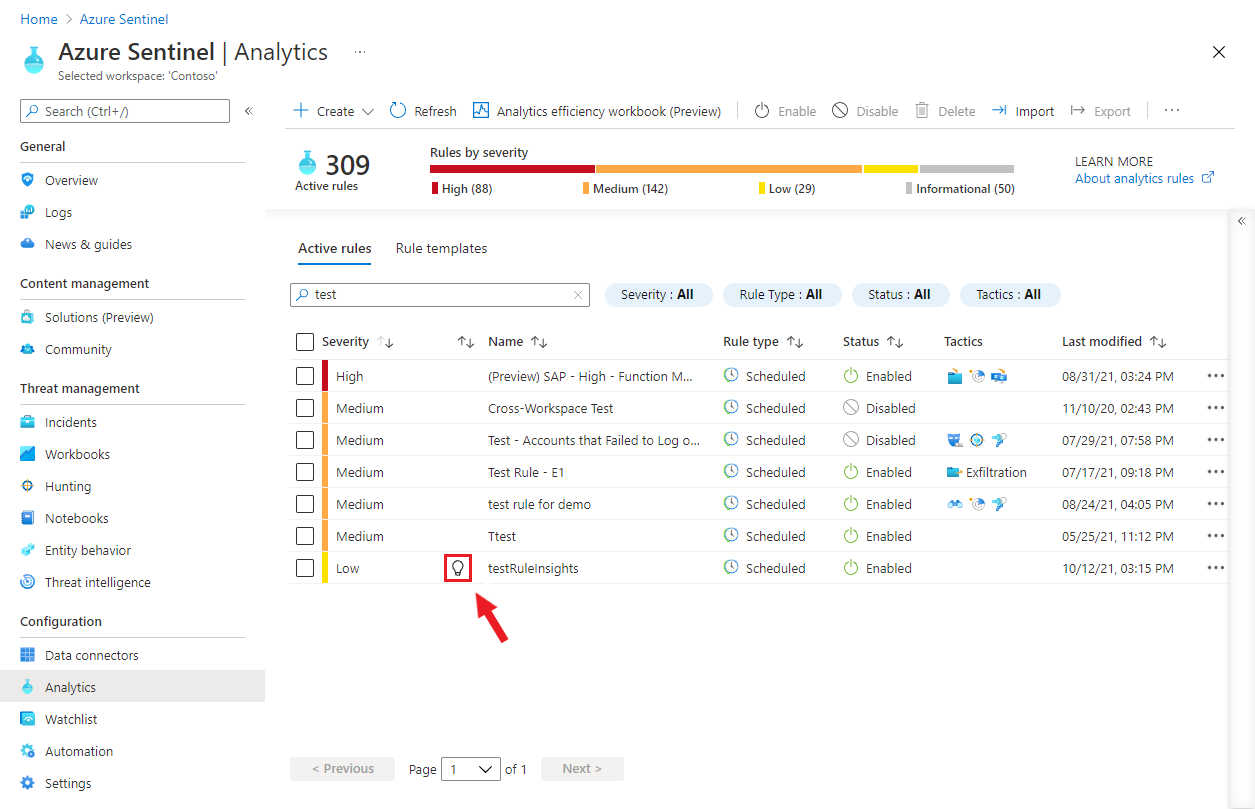 Home > Azure Sentinel
Azure Sentinel | Analytics ...
Selected workspace: 'Contoso'
Search (Ctrl+/) «
General
Overview
Logs
News & guides
Content management
Solutions (Preview)
Community
Threat management
Incidents
Workbooks
Hunting
Notebooks
Entity behavior
Threat intelligence
Configuration
Data connectors
Analytics
Watchlist
Automation
Settings
+ Create Refresh Analytics efficiency workbook (Preview) Enable Disable Delete Import Export ...
309
Active rules
Rules by severity
High (88) Medium (142) Low (29) Informational (50)
LEARN MORE
About analytics rules
«
Active rules Rule templates
test Severity : All Rule Type : All Status : All Tactics : All
Severity Name Rule type Status Tactics Last modified
High (Preview) SAP - High - Function M... Scheduled Enabled 08/31/21, 03:24 PM ...
Medium Cross-Workspace Test Scheduled Disabled 11/10/20, 02:43 PM ...
Medium Test - Accounts that Failed to Log o... Scheduled Disabled 07/29/21, 07:58 PM ...
Medium Test Rule - E1 Scheduled Enabled Exfiltration 07/17/21, 09:18 PM ...
Medium test rule for demo Scheduled Enabled 08/24/21, 04:05 PM ...
Medium Ttest Scheduled Enabled 05/25/21, 11:12 PM ...
Low testRuleInsights Scheduled Enabled 10/12/21, 03:15 PM ...
< Previous Page 1 of 1 Next >